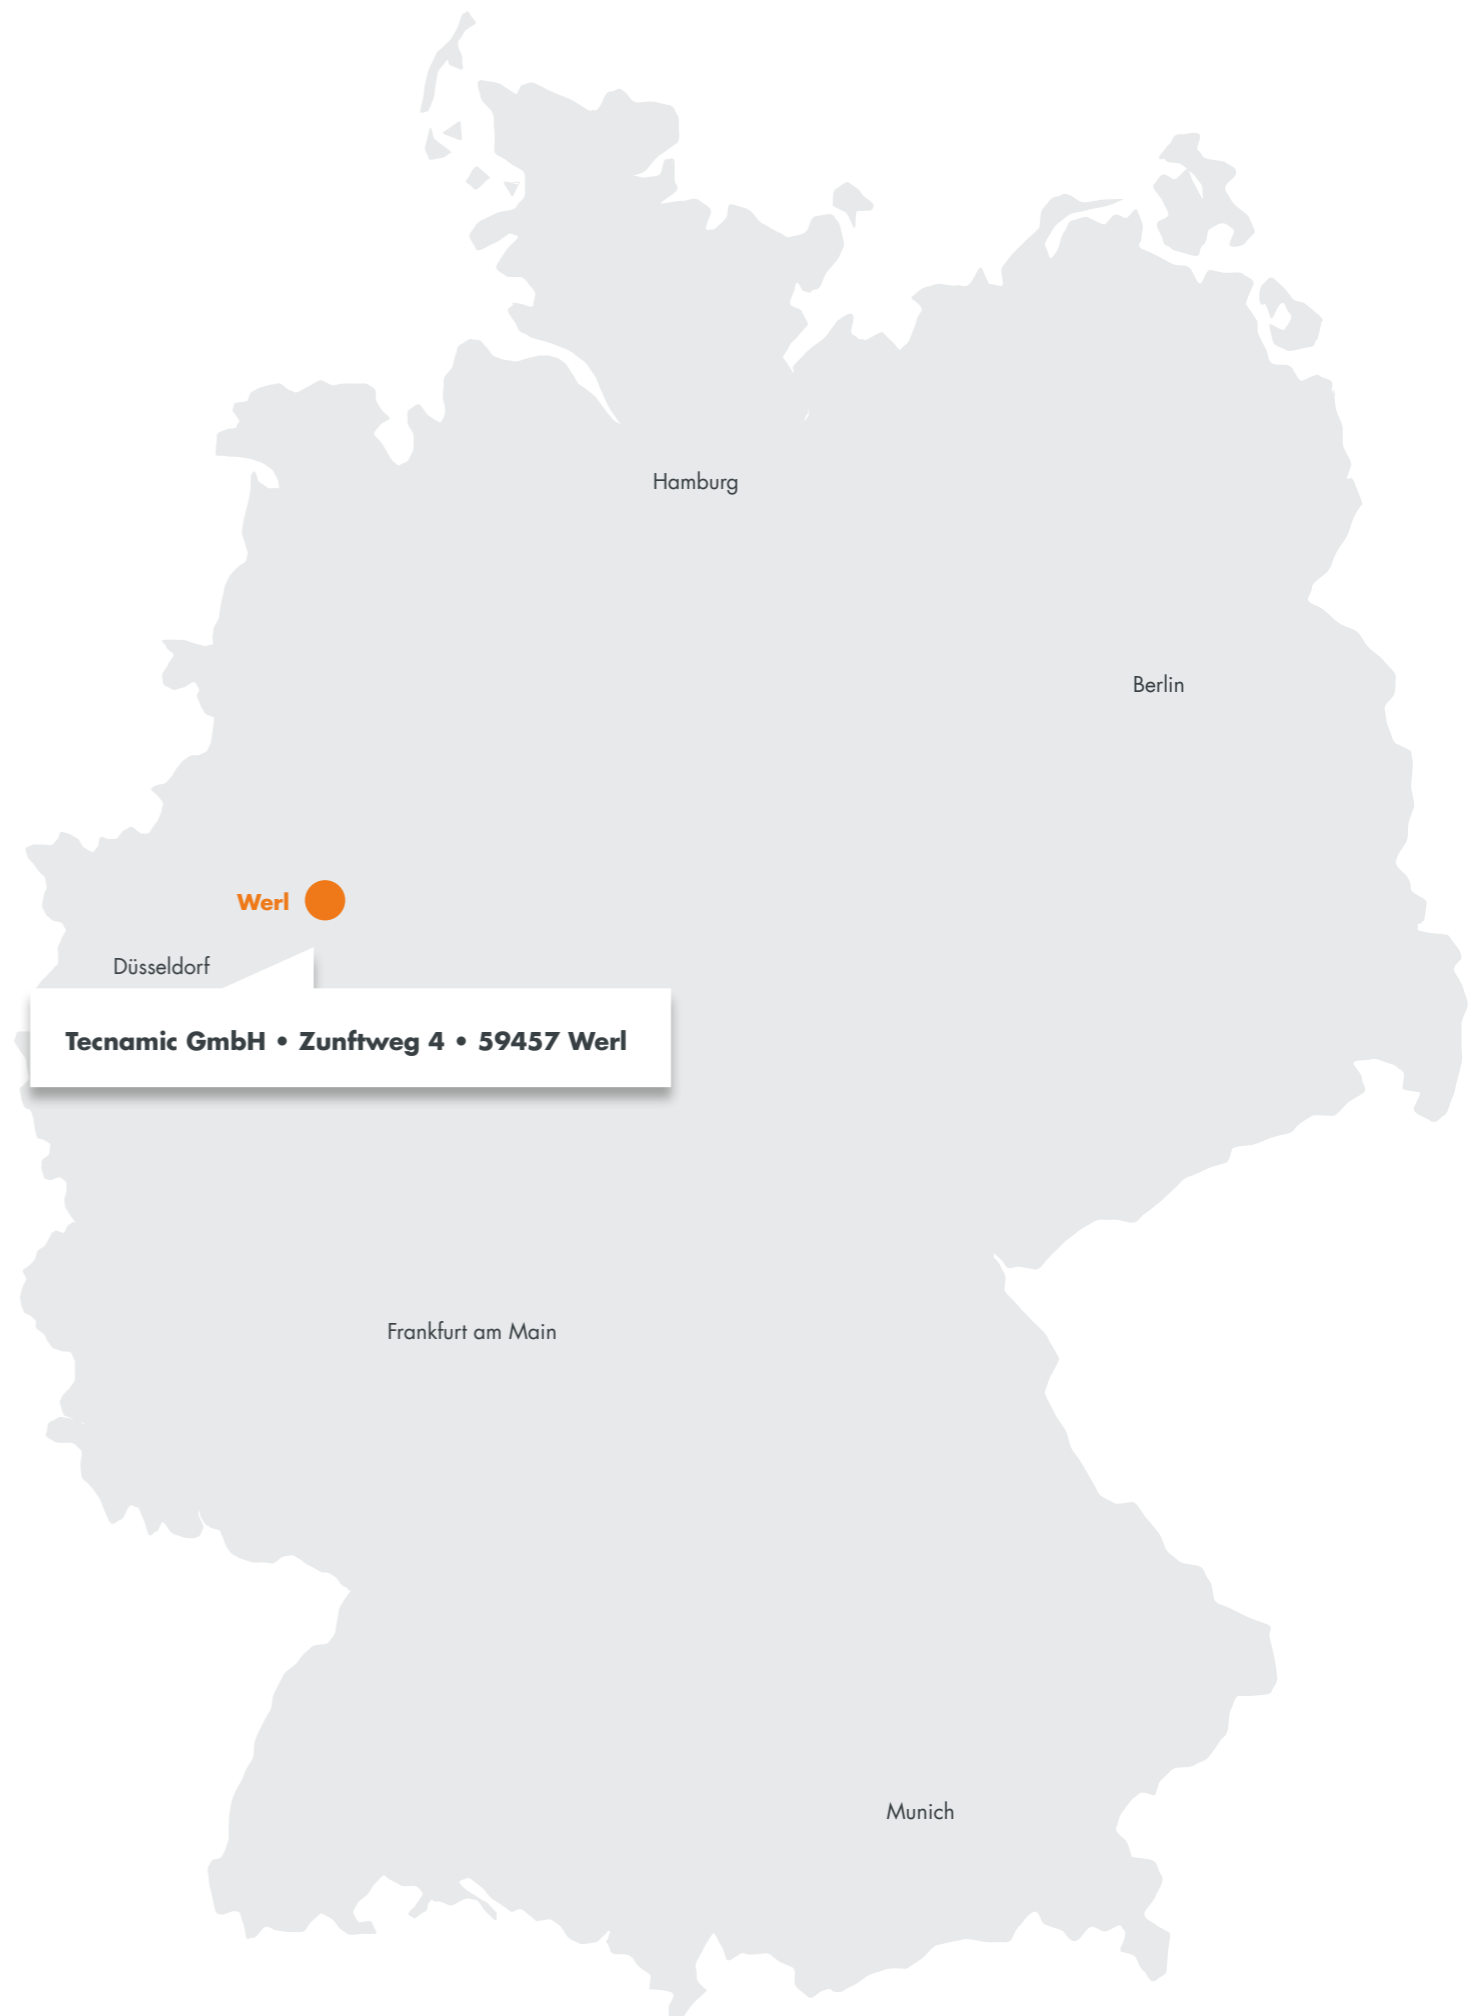 Hamburg
Berlin
Werl
Düsseldorf
Tecnamic GmbH • Zunftweg 4 • 59457 Werl
Frankfurt am Main
Munich